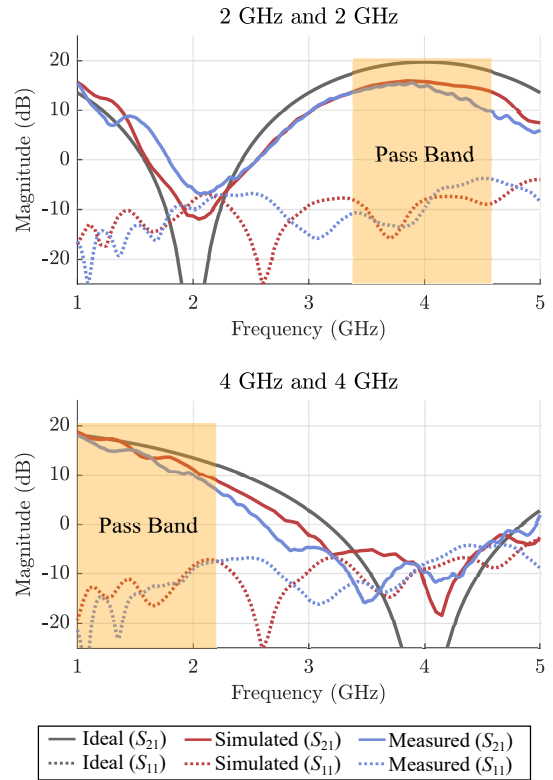 2 GHz and 2 GHz
20
10
0
-10
-20
Magnitude (dB)
Pass Band
1 2 3 4 5
Frequency (GHz)
4 GHz and 4 GHz
20
10
0
-10
-20
Magnitude (dB)
Pass Band
1 2 3 4 5
Frequency (GHz)
Ideal (S21) Simulated (S21) Measured (S21)
Ideal (S11) Simulated (S11) Measured (S11)